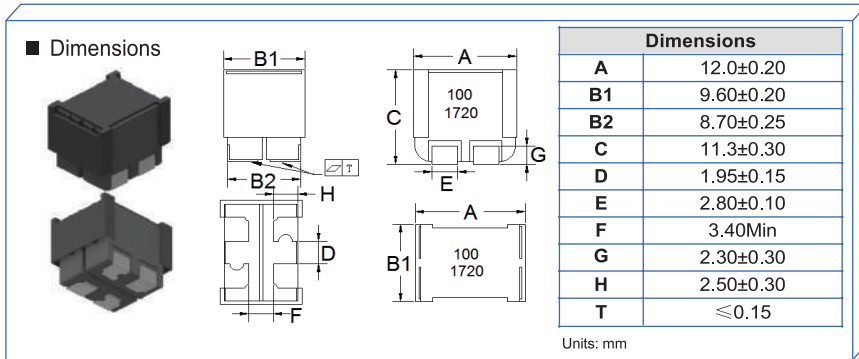 ■ Dimensions
B1
B2
H
T
D
F
A
C
100
1720
G
E
A
B1
100
1720
Dimensions
A 12.0±0.20
B1 9.60±0.20
B2 8.70±0.25
C 11.3±0.30
D 1.95±0.15
E 2.80±0.10
F 3.40Min
G 2.30±0.30
H 2.50±0.30
T ≤0.15
Units: mm